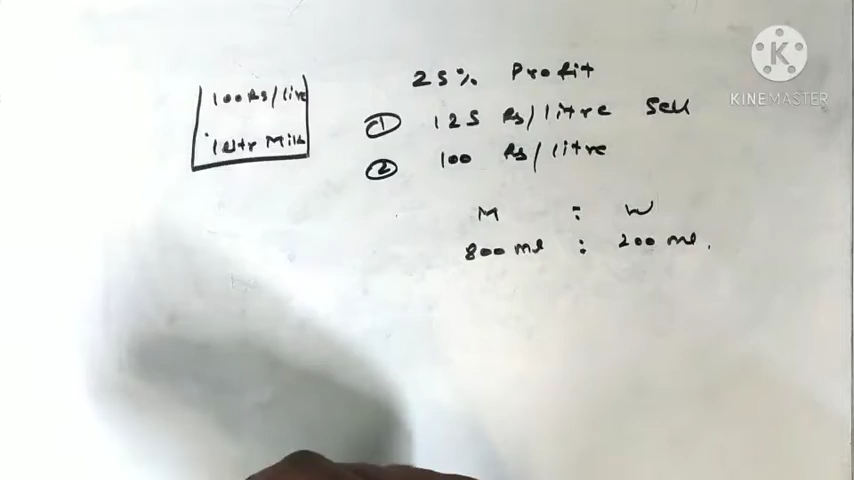 100 Rs/litre
1 Litr Milk
25% Profit
① 125 Rs/litre Sell
② 100 Rs/litre
M : W
800 ml : 200 ml.
K
KINEMASTER